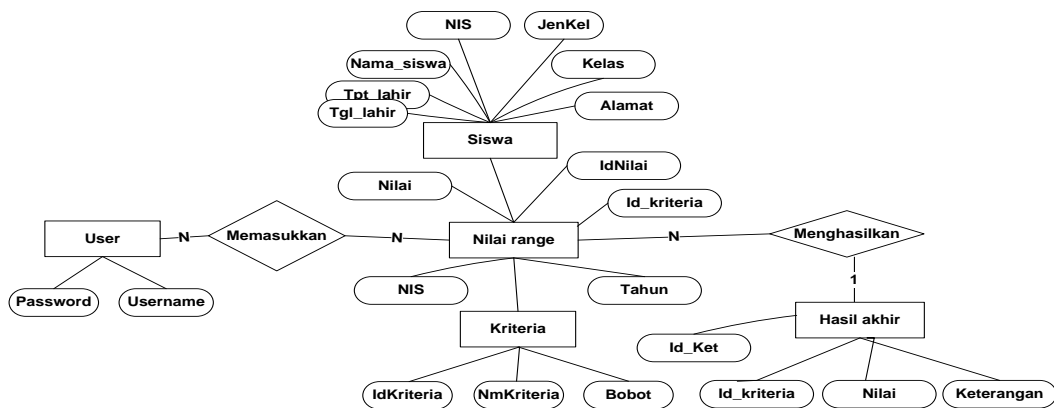 NIS
JenKel
Nama_siswa
Kelas
Tpt_lahir
Tgl_lahir
Alamat
Siswa
IdNilai
Nilai
Id_kriteria
User
N
Memasukkan
N
Nilai range
N
Menghasilkan
Password
Username
NIS
Tahun
1
Kriteria
Hasil akhir
Id_Ket
IdKriteria
NmKriteria
Bobot
Id_kriteria
Nilai
Keterangan